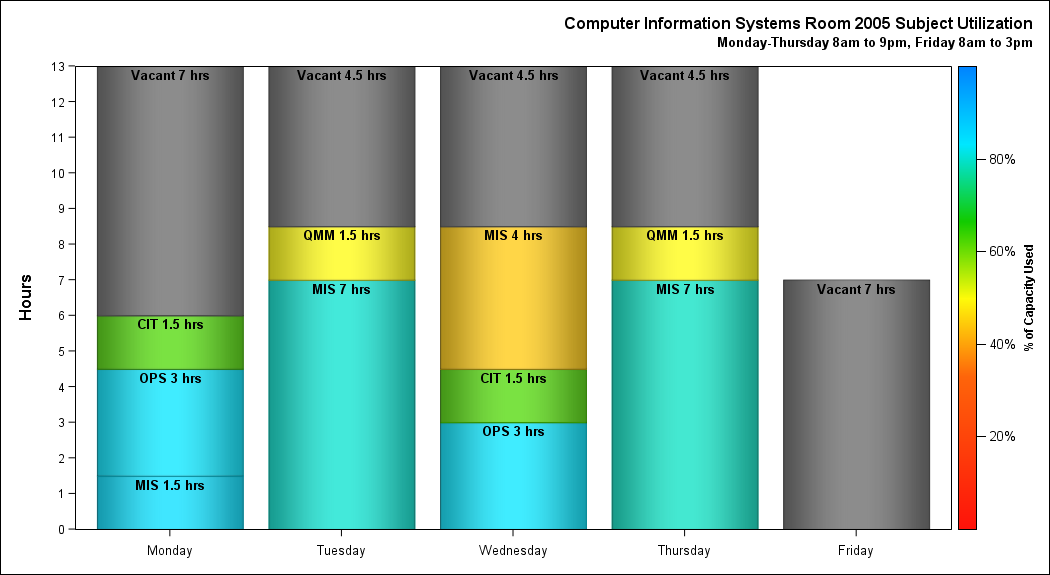 Computer Information Systems Room 2005 Subject Utilization
Monday-Thursday 8am to 9pm, Friday 8am to 3pm
Hours
13
12
11
10
9
8
7
6
5
4
3
2
1
0
Vacant 7 hrs
CIT 1.5 hrs
OPS 3 hrs
MIS 1.5 hrs
Vacant 4.5 hrs
QMM 1.5 hrs
MIS 7 hrs
Vacant 4.5 hrs
MIS 4 hrs
CIT 1.5 hrs
OPS 3 hrs
Vacant 4.5 hrs
QMM 1.5 hrs
MIS 7 hrs
Vacant 7 hrs
Monday
Tuesday
Wednesday
Thursday
Friday
80%
60%
40%
20%
% of Capacity Used